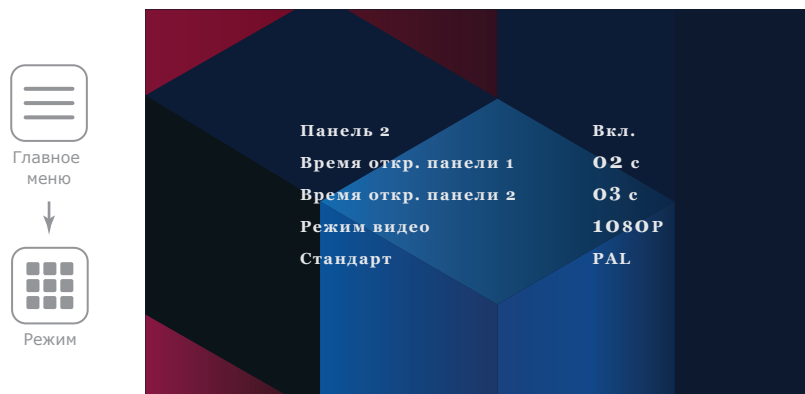 Главное
меню
Режим
Панель 2 Вкл.
Время откр. панели 1 02 с
Время откр. панели 2 03 с
Режим видео 1080P
Стандарт PAL